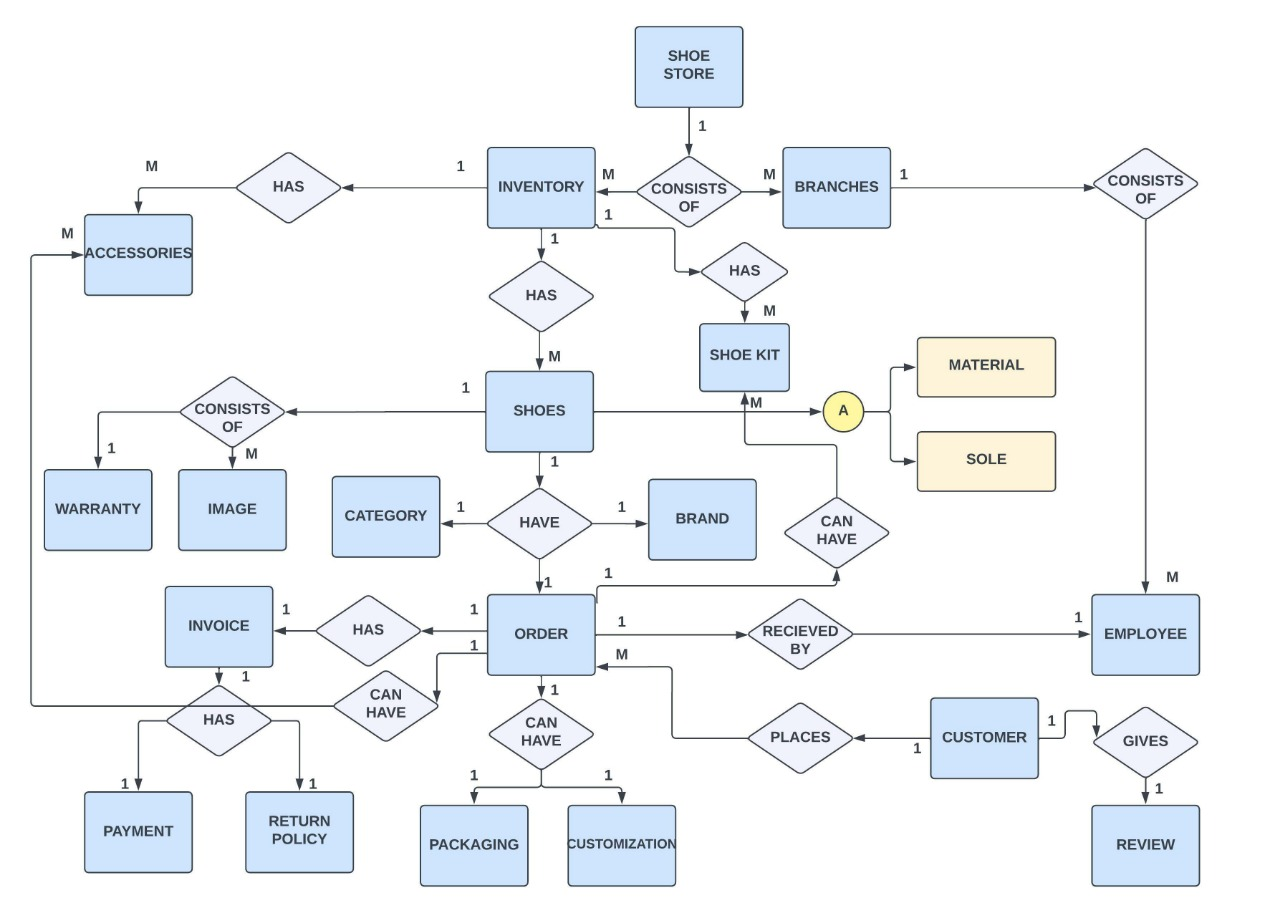 SHOE
STORE
1
M
HAS
1
INVENTORY
M
CONSISTS
OF
M
BRANCHES
1
CONSISTS
OF
1
M
ACCESSORIES
1
HAS
HAS
M
M
SHOE KIT
MATERIAL
1
CONSISTS
OF
SHOES
M
A
1
M
1
SOLE
WARRANTY
IMAGE
CATEGORY
1
HAVE
1
BRAND
CAN
HAVE
1
1
M
INVOICE
1
HAS
1
ORDER
1
RECIEVED
BY
1
EMPLOYEE
1
M
1
HAS
CAN
HAVE
1
CAN
HAVE
PLACES
1
CUSTOMER
1
GIVES
1
1
1
1
1
PAYMENT
RETURN
POLICY
PACKAGING
CUSTOMIZATION
REVIEW